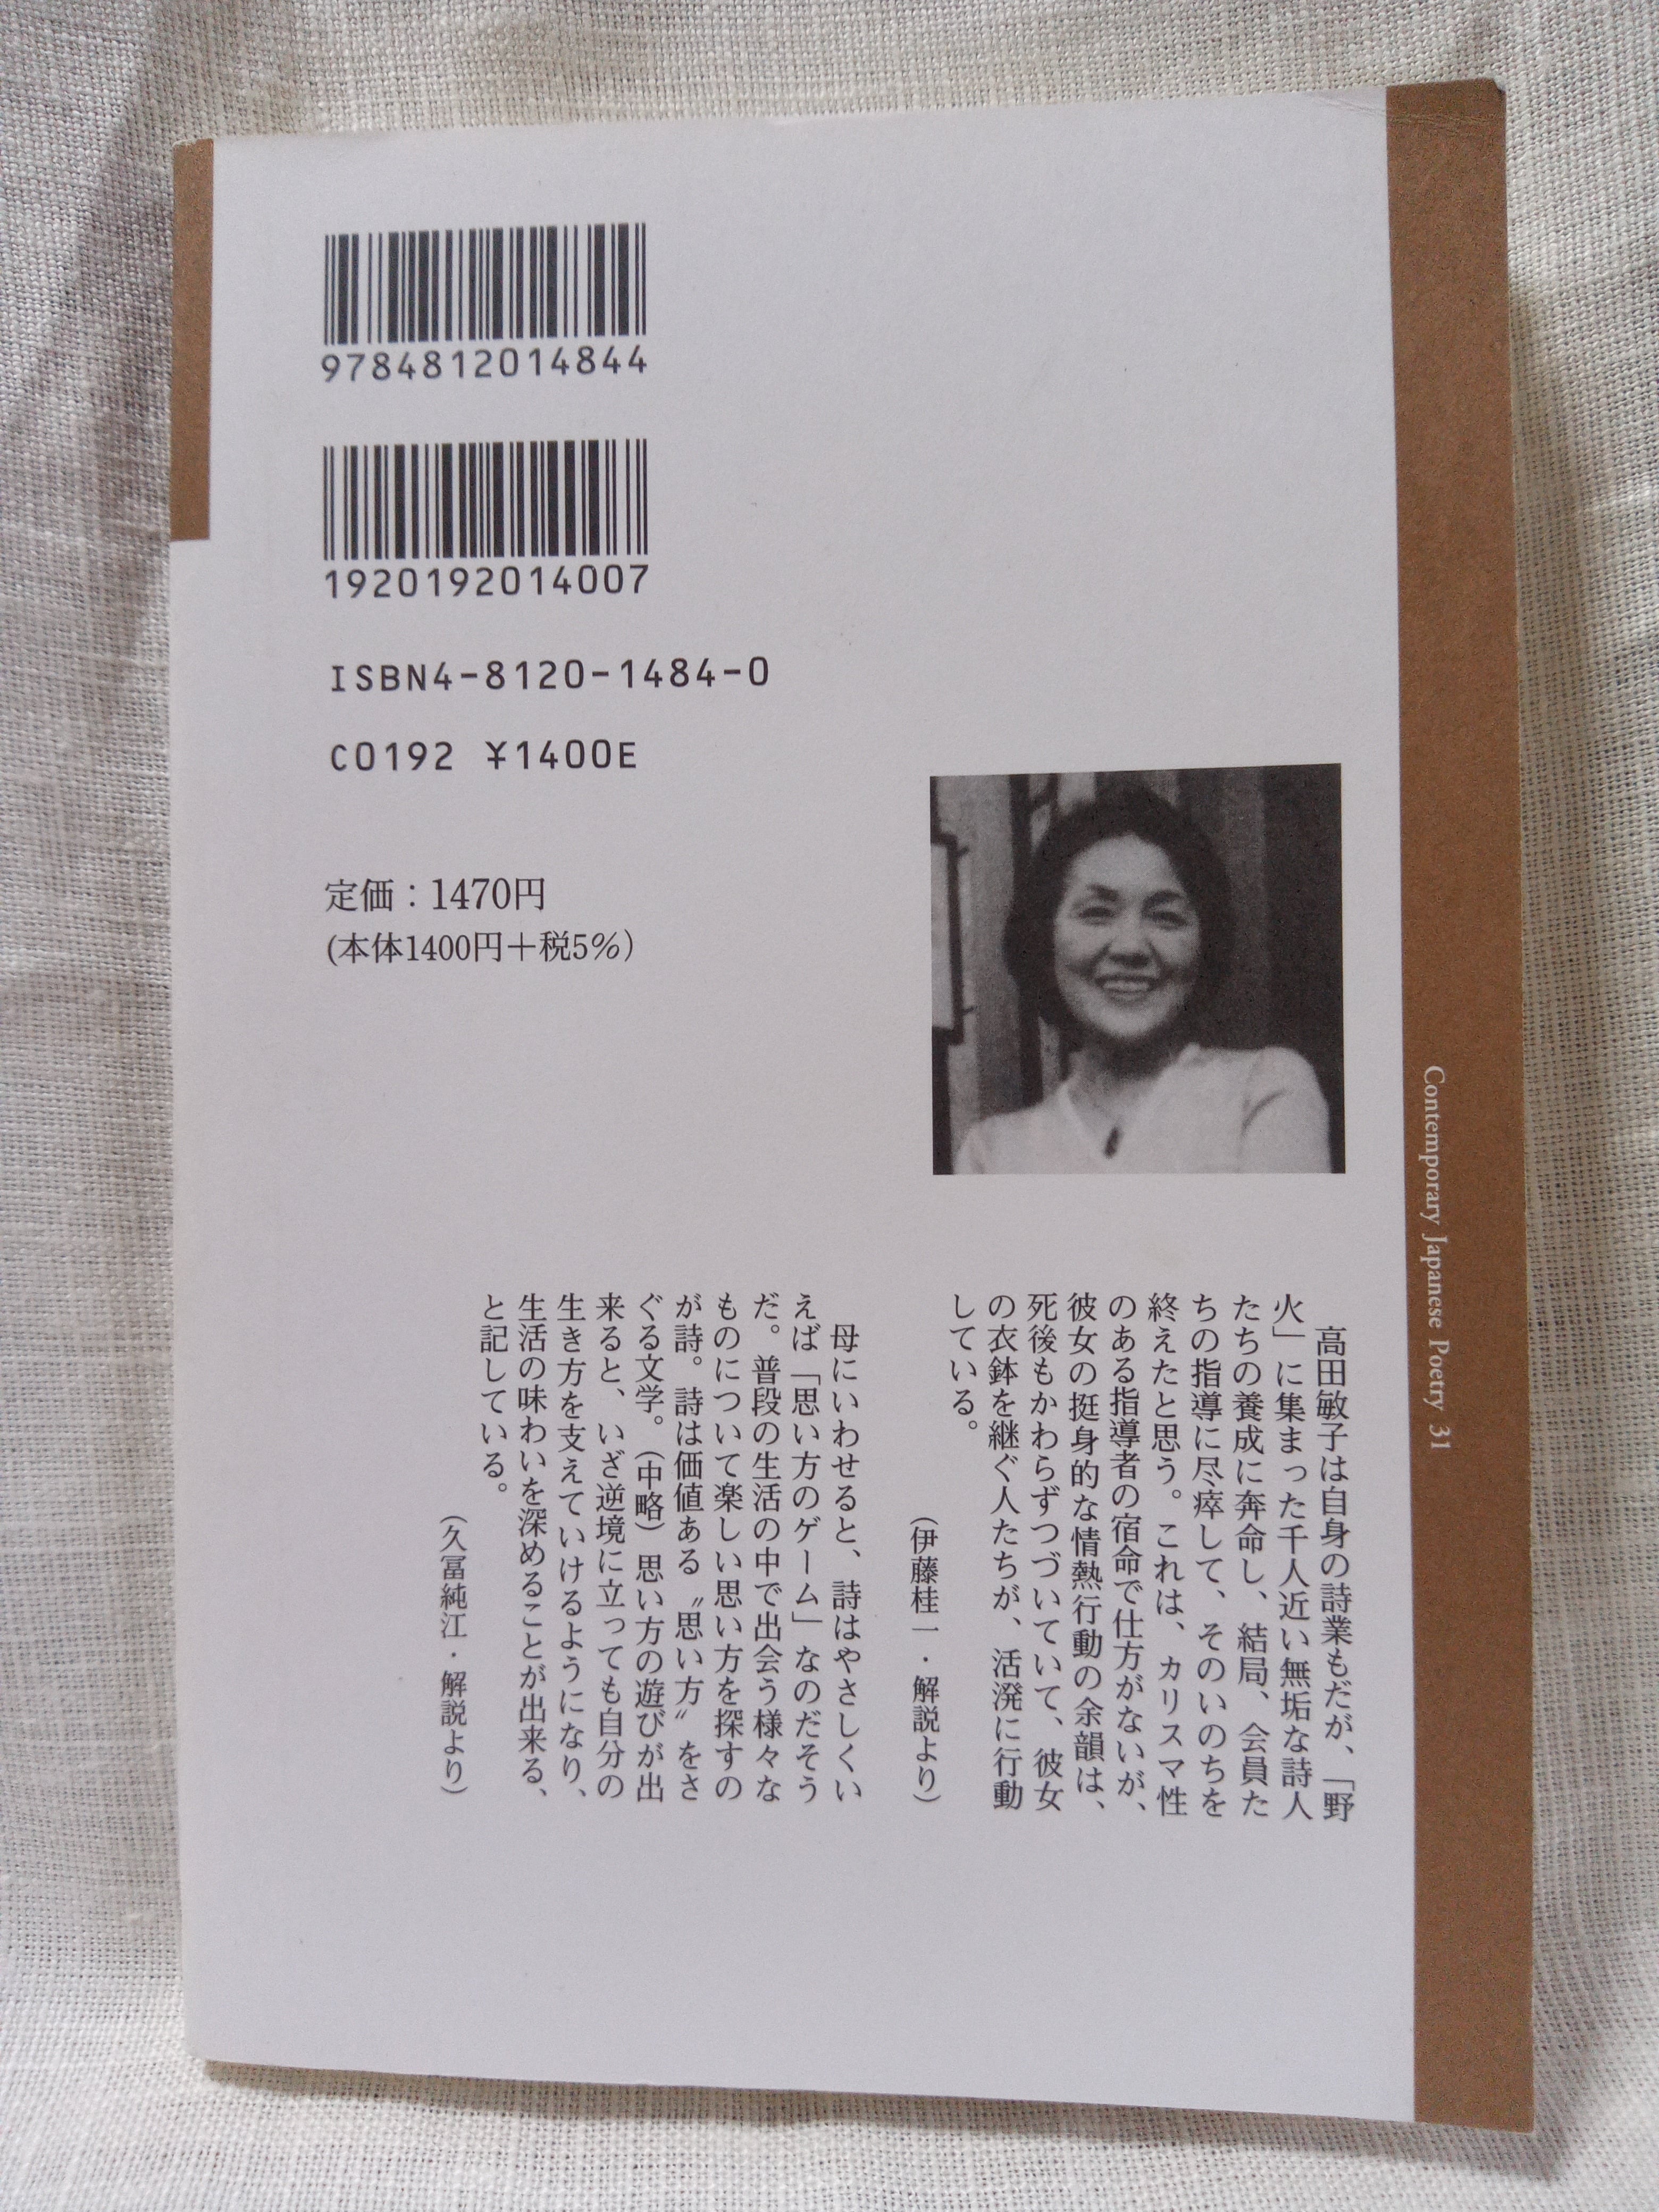 9784812014844
1920192014007
ISBN4-8120-1484-0
C0192 ¥1400E
定価：1470円
(本体1400円＋税5%)
Contemporary Japanese Poetry 31
高田敏子は自身の詩業もだが、「野
火」に集まった千人近い無垢な詩人
たちの養成に奔命し、結局、会員た
ちの指導に尽瘁して、そのいのちを
終えたと思う。これは、カリスマ性
のある指導者の宿命で仕方がないが、
彼女の挺身的な情熱行動の余韻は、
死後もかわらずつづいていて、彼女
の衣鉢を継ぐ人たちが、活溌に行動
している。
（伊藤桂一・解説より）
母にいわせると、詩はやさしくい
えば「思い方のゲーム」なのだそう
だ。普段の生活の中で出会う様々な
ものについて楽しい思い方を探すの
が詩。詩は価値ある〝思い方〟をさ
ぐる文学。（中略）思い方の遊びが出
来ると、いざ逆境に立っても自分の
生き方を支えていけるようになり、
生活の味わいを深めることが出来る、
と記している。
（久冨純江・解説より）